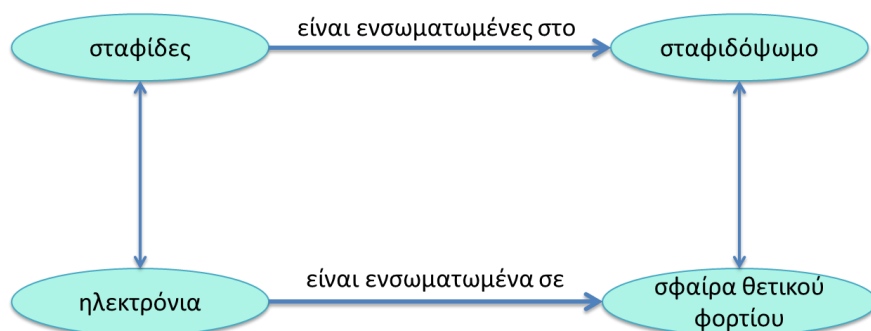 είναι ενσωματωμένες στο
σταφίδες
σταφιδόψωμο
είναι ενσωματωμένα σε
ηλεκτρόνια
σφαίρα θετικού
φορτίου